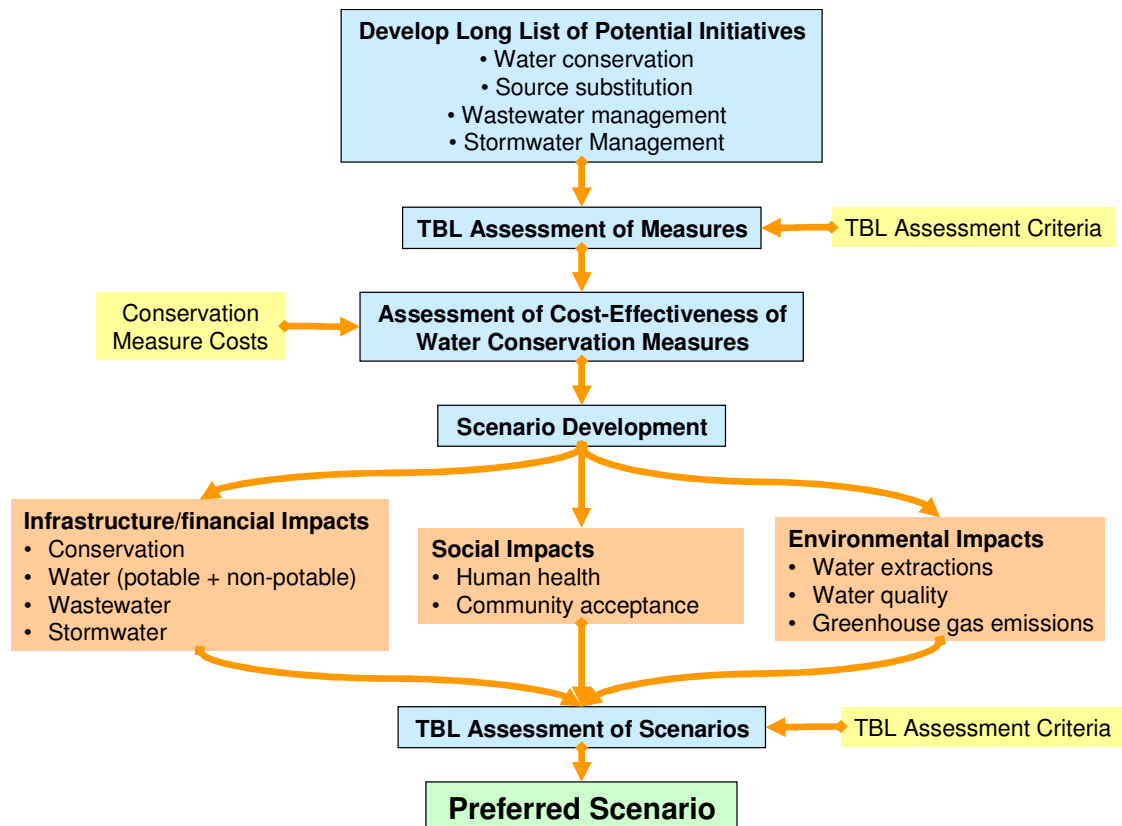 Develop Long List of Potential Initiatives
• Water conservation
• Source substitution
• Wastewater management
• Stormwater Management
TBL Assessment of Measures
TBL Assessment Criteria
Conservation
Measure Costs
Assessment of Cost-Effectiveness of
Water Conservation Measures
Scenario Development
Infrastructure/financial Impacts
• Conservation
• Water (potable + non-potable)
• Wastewater
• Stormwater
Social Impacts
• Human health
• Community acceptance
Environmental Impacts
• Water extractions
• Water quality
• Greenhouse gas emissions
TBL Assessment of Scenarios
TBL Assessment Criteria
Preferred Scenario